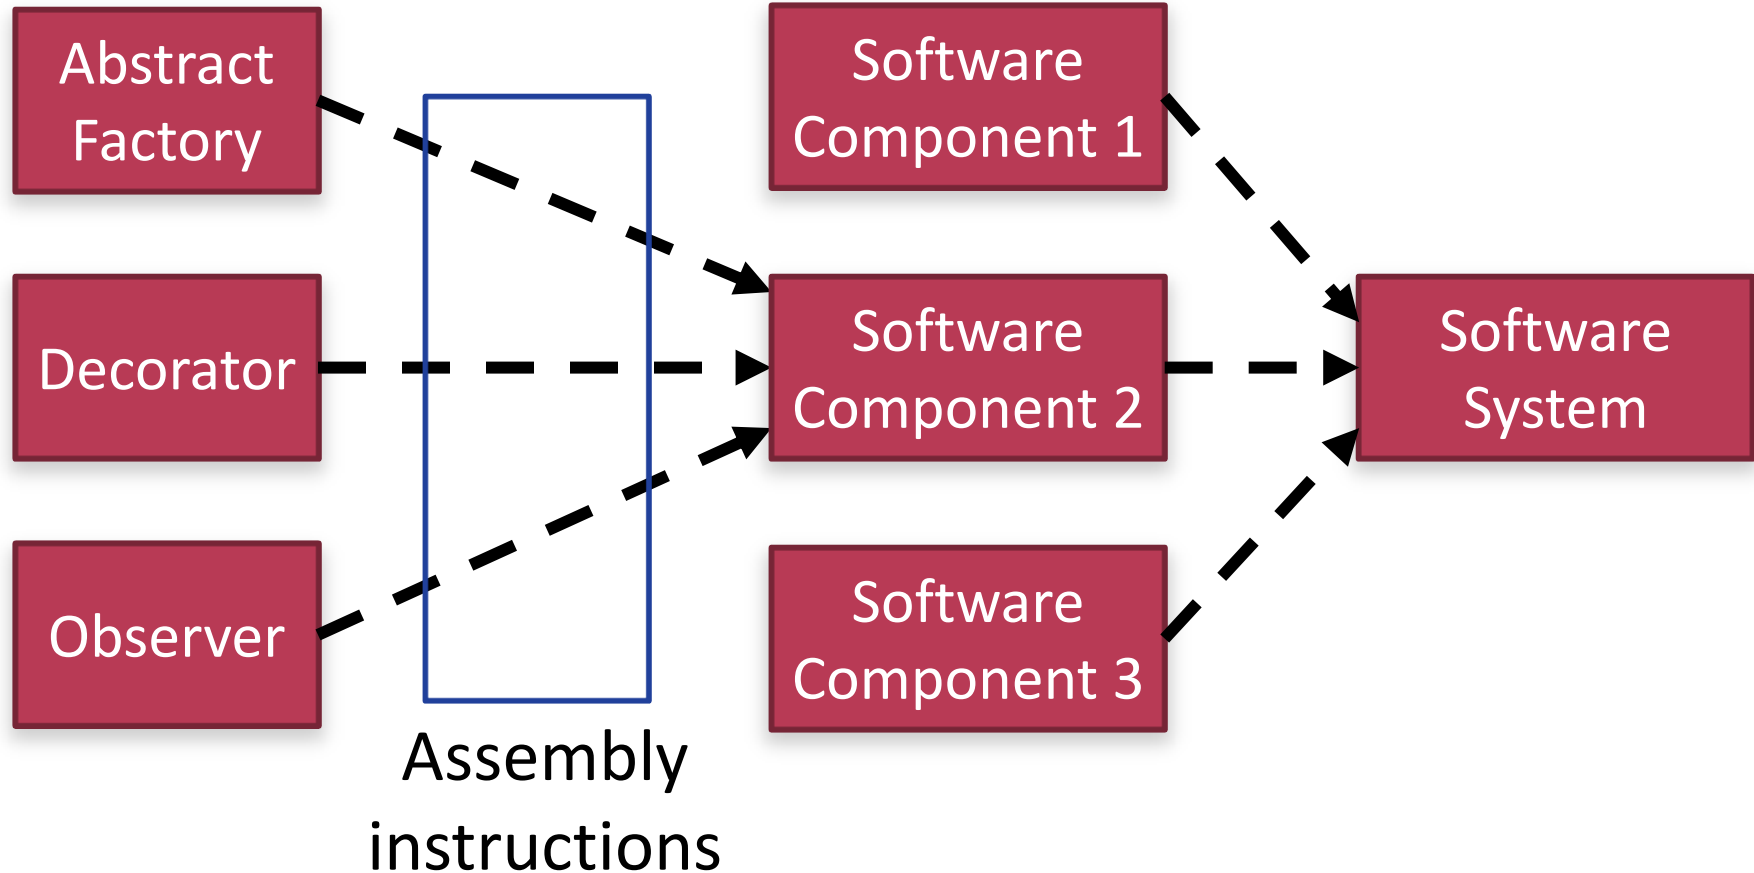 Abstract
Factory
Decorator
Observer
Assembly
instructions
Software
Component 1
Software
Component 2
Software
Component 3
Software
System